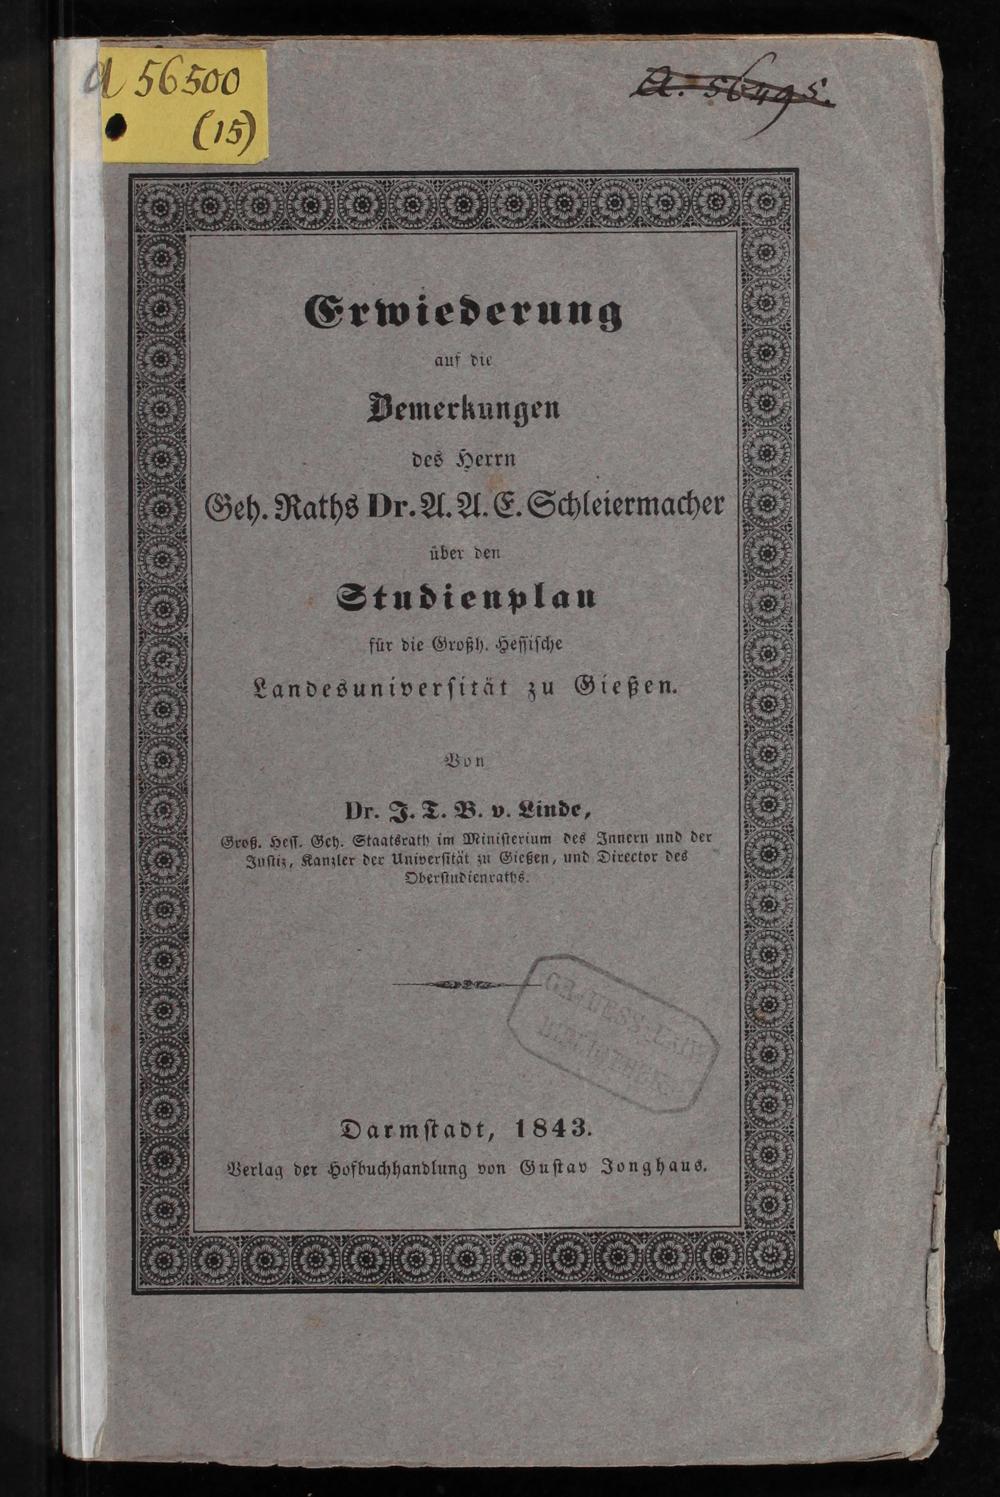 a 56500
(15)
a. 56495.
Erwiederung
auf die
Bemerkungen
des Herrn
Geh. Raths Dr. A. A. E. Schleiermacher
über den
Studienplan
für die Großh. Hessische
Landesuniversität zu Gießen.
Von
Dr. J. T. B. v. Linde,
Groß. Hess. Geh. Staatsrath im Ministerium des Innern und der
Justiz, Kanzler der Universität zu Gießen, und Director des
Oberstudienraths.
BIBLIOTHEK
Darmstadt, 1843.
Verlag der Hofbuchhandlung von Gustav Jonghaus.